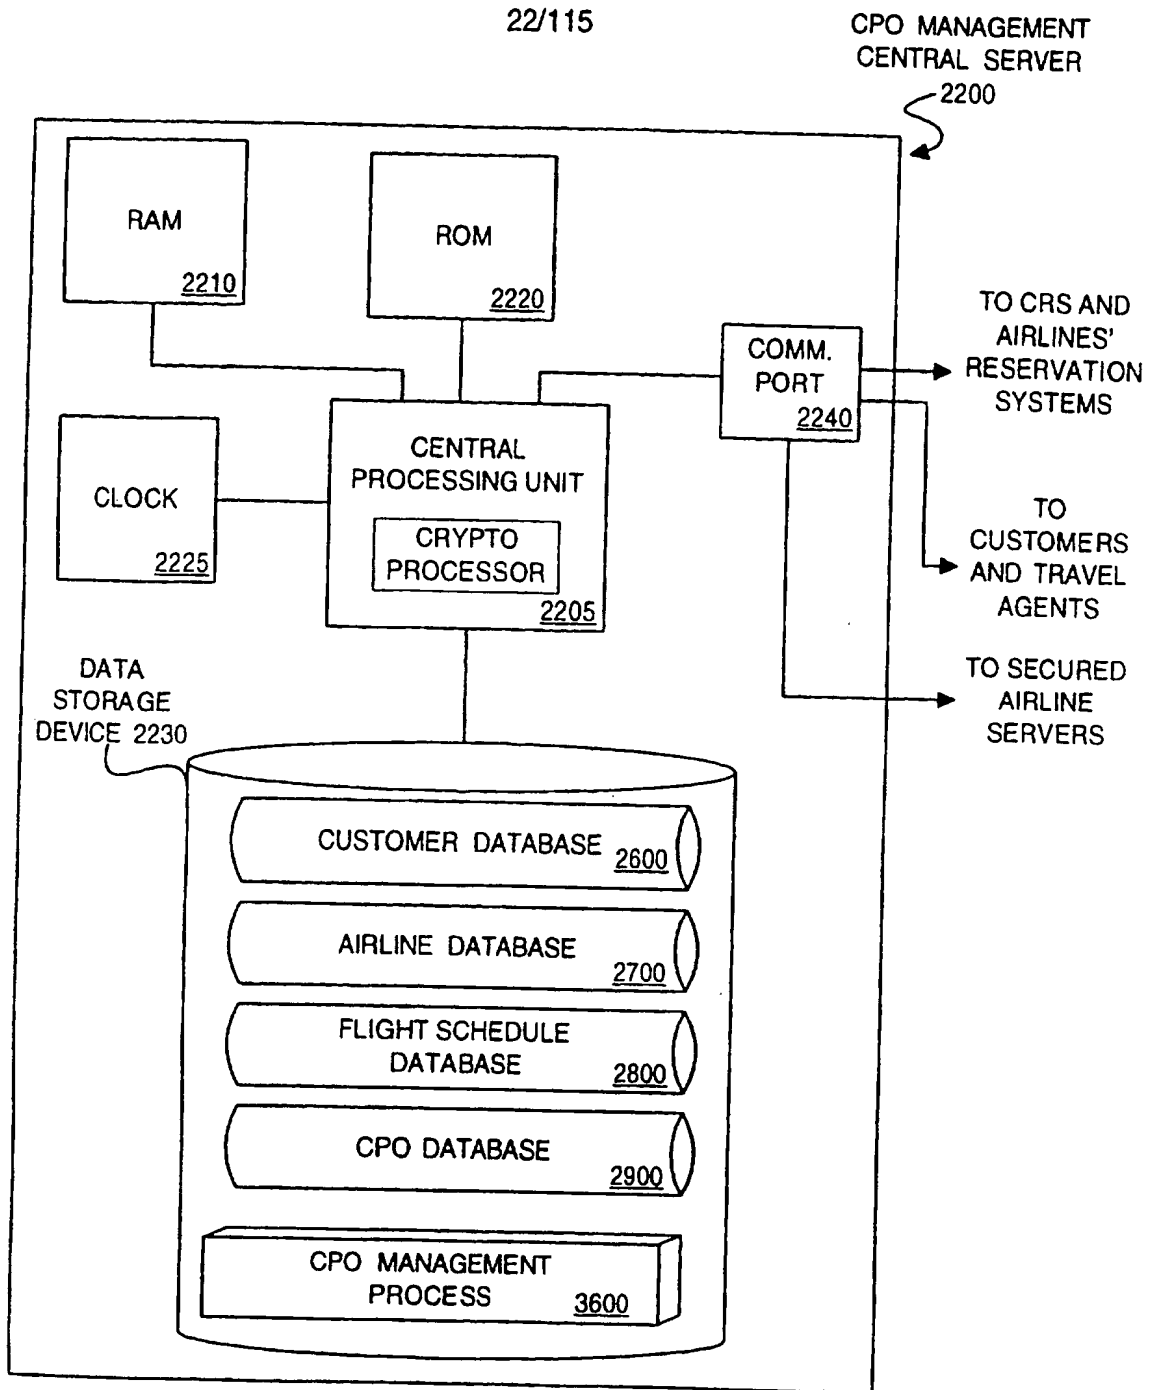 22/115
CPO MANAGEMENT
CENTRAL SERVER
2200
RAM
2210
ROM
2220
COMM.
PORT
2240
TO CRS AND
AIRLINES'
RESERVATION
SYSTEMS
CLOCK
2225
CENTRAL
PROCESSING UNIT
CRYPTO
PROCESSOR
2205
TO
CUSTOMERS
AND TRAVEL
AGENTS
TO SECURED
AIRLINE
SERVERS
DATA
STORAGE
DEVICE 2230
CUSTOMER DATABASE 2600
AIRLINE DATABASE 2700
FLIGHT SCHEDULE
DATABASE 2800
CPO DATABASE 2900
CPO MANAGEMENT
PROCESS 3600